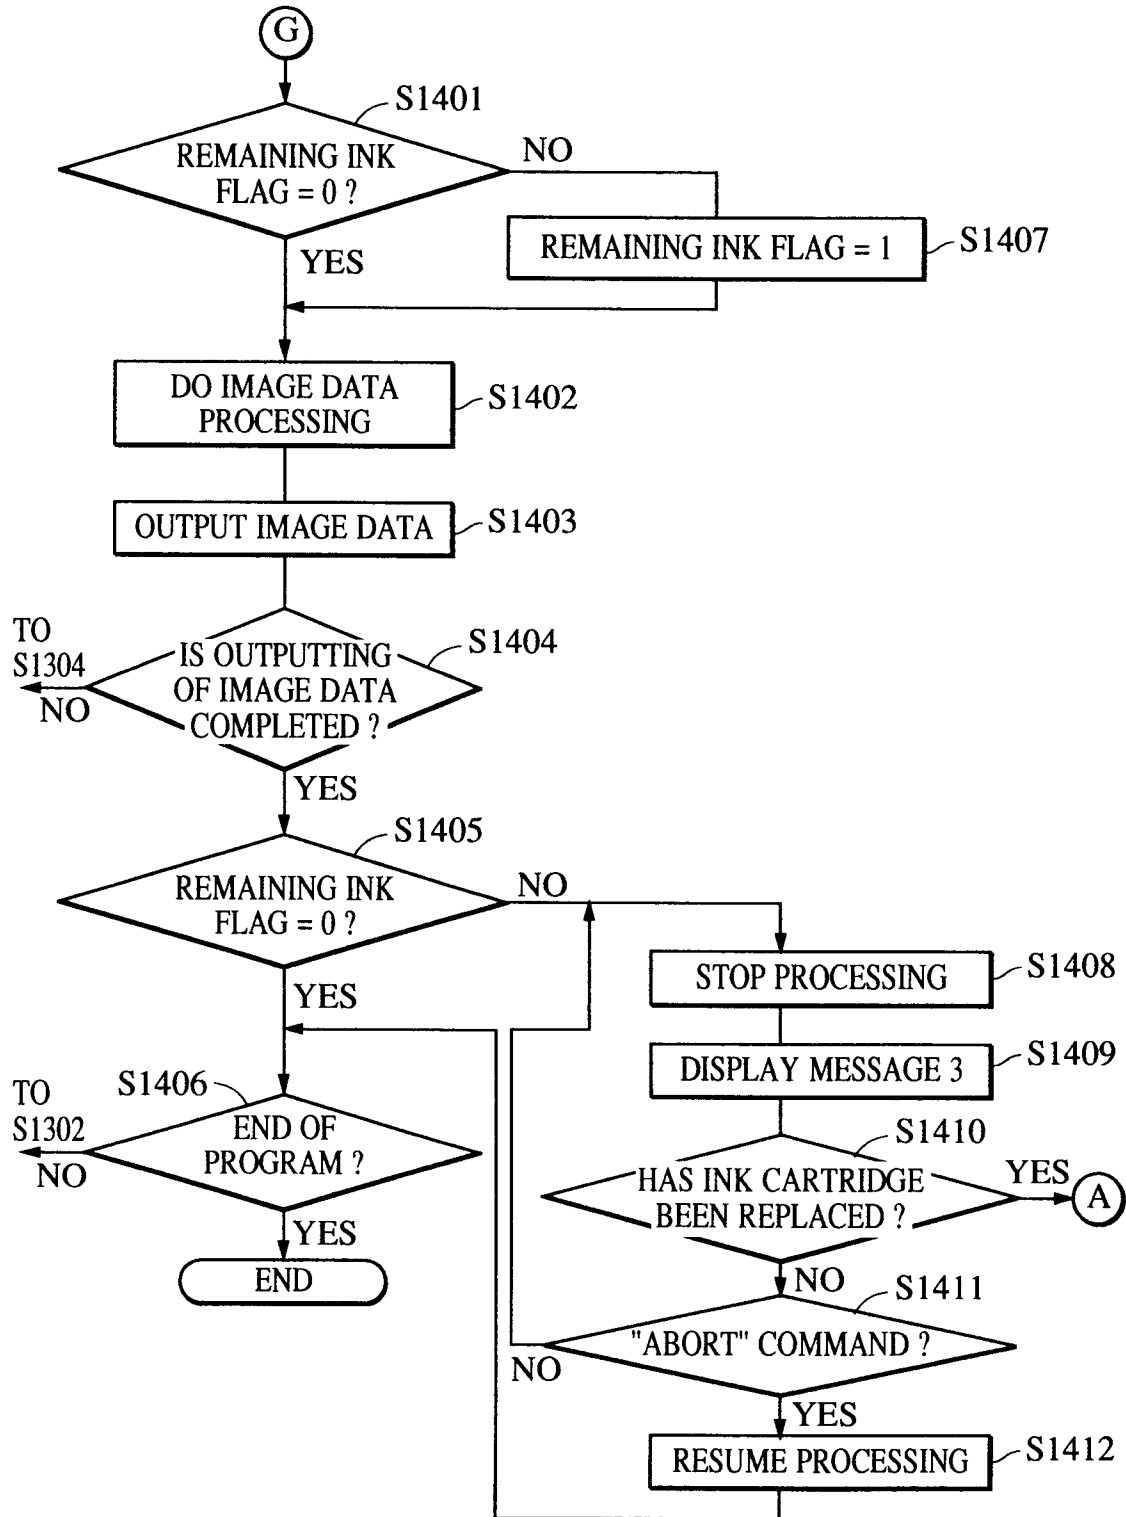 G
S1401
REMAINING INK
FLAG = 0 ?
NO
YES
REMAINING INK FLAG = 1
S1407
DO IMAGE DATA
PROCESSING
S1402
OUTPUT IMAGE DATA
S1403
TO
S1304
NO
IS OUTPUTTING
OF IMAGE DATA
COMPLETED ?
S1404
YES
S1405
REMAINING INK
FLAG = 0 ?
NO
YES
STOP PROCESSING
S1408
DISPLAY MESSAGE 3
S1409
TO
S1302
NO
S1406
END OF
PROGRAM ?
YES
END
S1410
HAS INK CARTRIDGE
BEEN REPLACED ?
YES
A
NO
S1411
"ABORT" COMMAND ?
NO
YES
RESUME PROCESSING
S1412